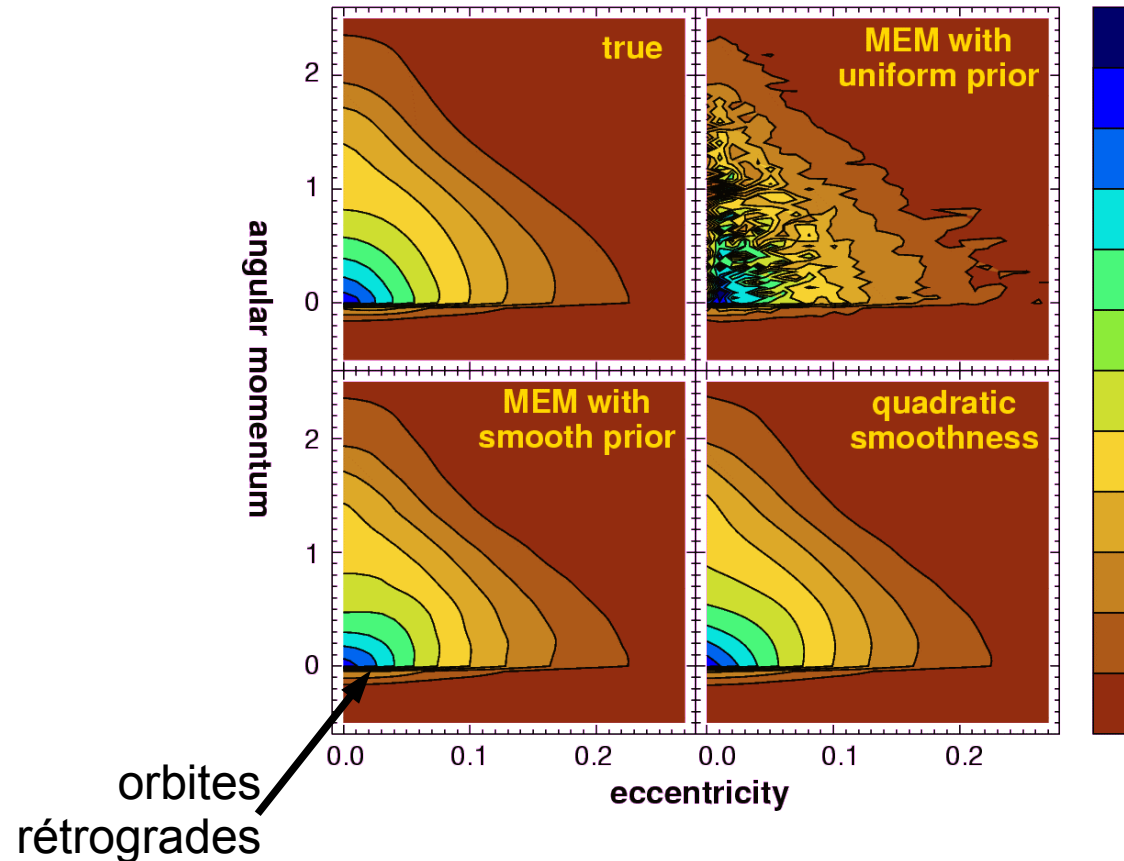 true
MEM with
uniform prior
2
1
0
angular momentum
MEM with
smooth prior
quadratic
smoothness
2
1
0
0.0 0.1 0.2 0.0 0.1 0.2
eccentricity
orbites
rétrogrades